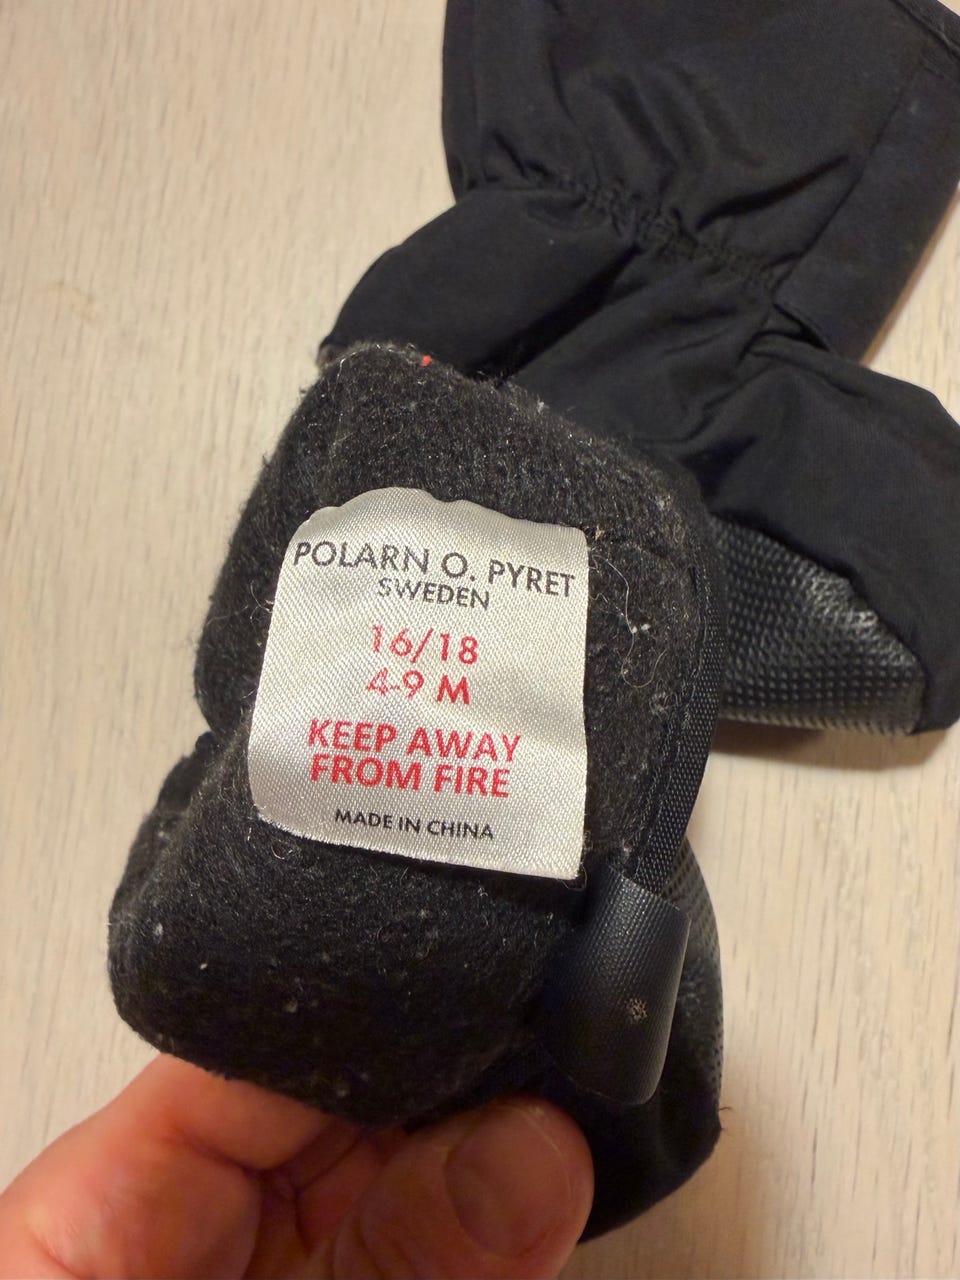 POLARN O. PYRET
SWEDEN
16/18
4-9 M
KEEP AWAY
FROM FIRE
MADE IN CHINA